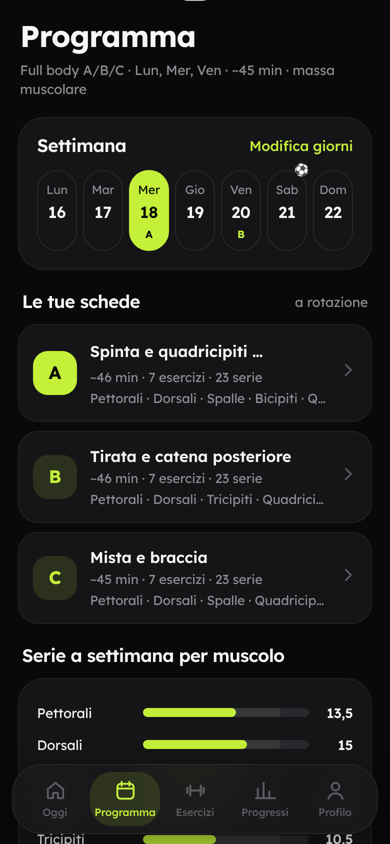 Programma
Full body A/B/C · Lun, Mer, Ven · ~45 min · massa
muscolare
Settimana
Modifica giorni
Lun Mar Mer Gio Ven Sab Dom
16 17 18 19 20 21 22
A B
Le tue schede
a rotazione
A
Spinta e quadricipiti ...
~46 min · 7 esercizi · 23 serie
Pettorali · Dorsali · Spalle · Bicipiti · Q...
B
Tirata e catena posteriore
~46 min · 7 esercizi · 23 serie
Pettorali · Dorsali · Tricipiti · Quadrici...
C
Mista e braccia
~45 min · 7 esercizi · 23 serie
Pettorali · Dorsali · Spalle · Quadricip...
Serie a settimana per muscolo
Pettorali 13,5
Dorsali 15
Oggi Programma Esercizi Progressi Profilo
Tricipiti 10,5